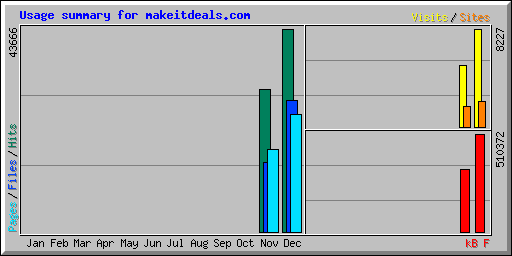 Usage summary for makeitdeals.com
Visits/Sites
43666
8227
510372
Pages/Files/Hits
Jan Feb Mar Apr May Jun Jul Aug Sep Oct Nov Dec
kB F